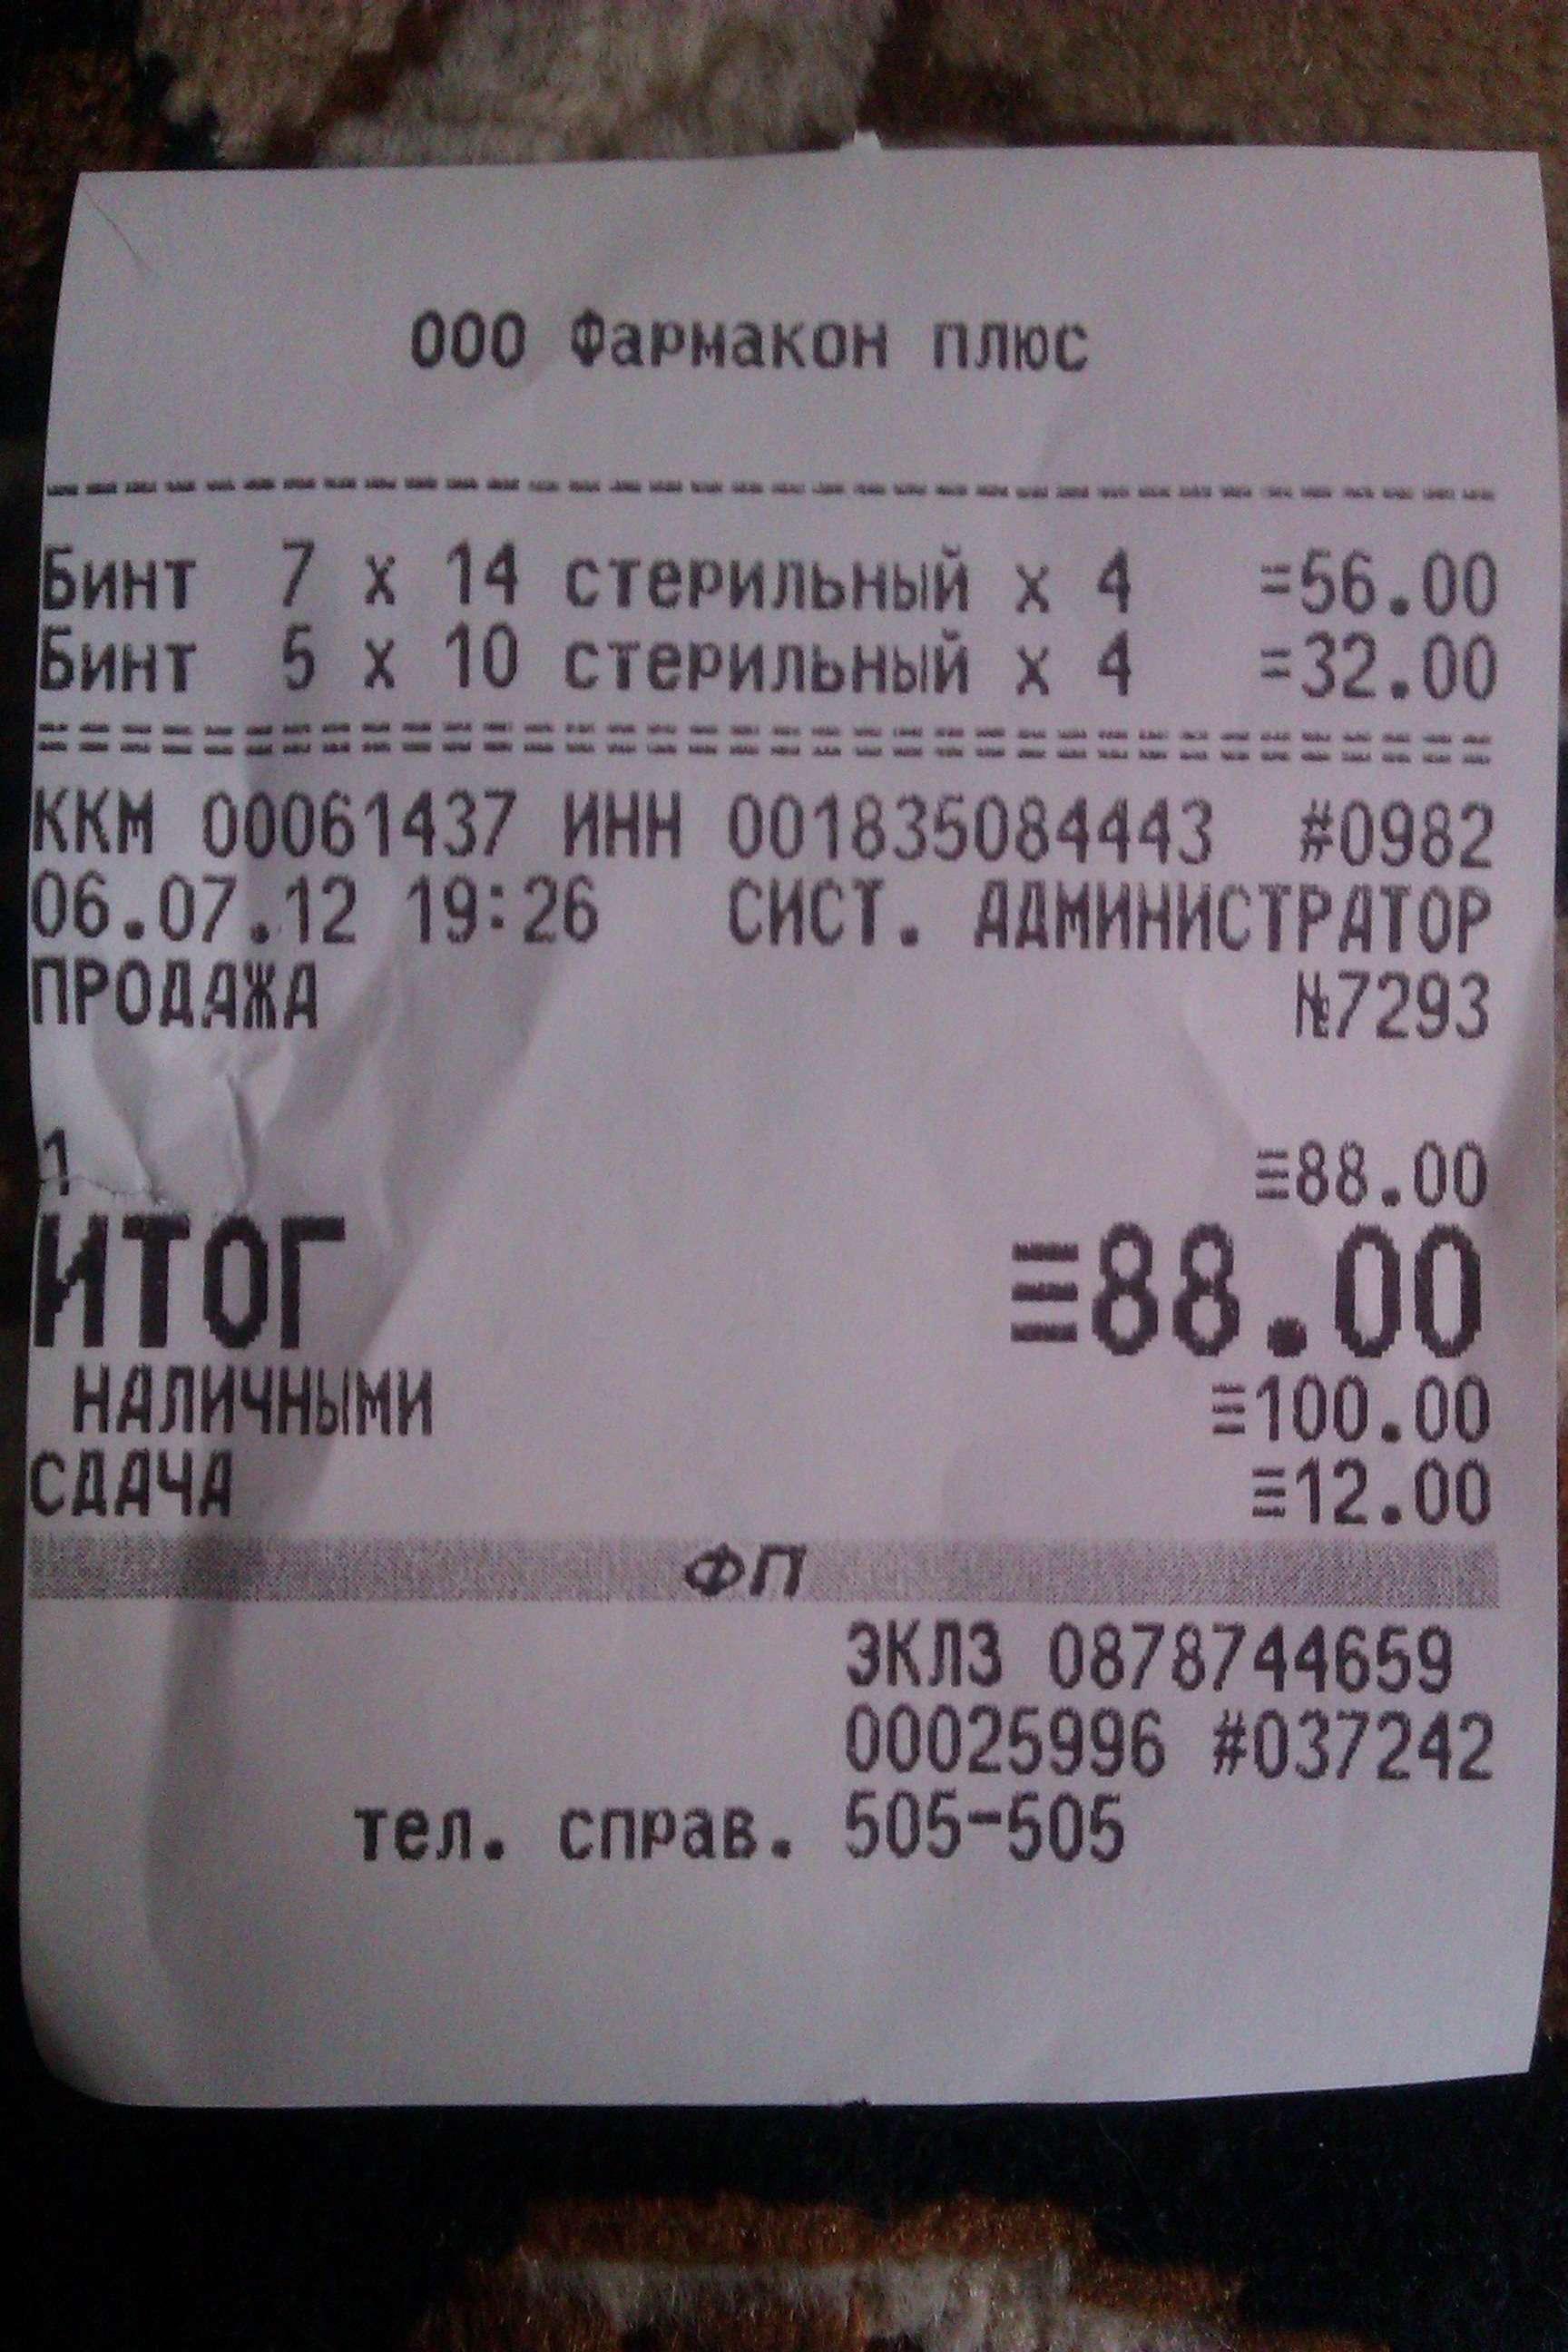 ООО Фармакон плюс
Бинт 7 x 14 стерильный x 4 =56.00
Бинт 5 x 10 стерильный x 4 =32.00
ККМ 00061437 ИНН 001835084443 #0982
06.07.12 19:26 СИСТ. АДМИНИСТРАТОР
ПРОДАЖА №7293
1 ≡88.00
ИТОГ ≡88.00
НАЛИЧНЫМИ ≡100.00
СДАЧА ≡12.00
ФП
ЭКЛЗ 0878744659
00025996 #037242
тел. справ. 505-505